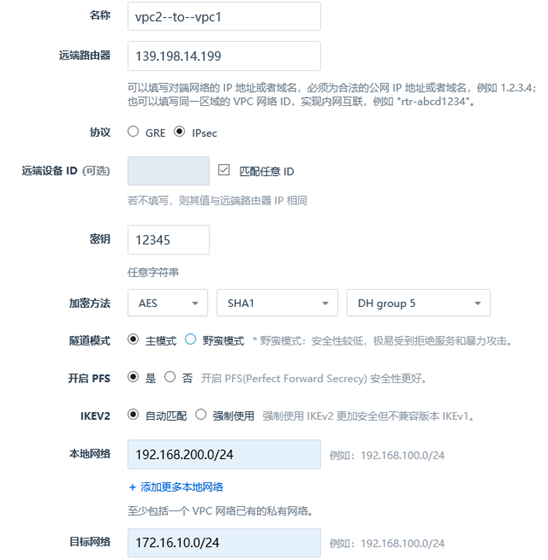 名称 vpc2--to--vpc1
远端路由器 139.198.14.199
可以填写对端网络的 IP 地址或者域名，必须为合法的公网 IP 地址或者域名，例如 1.2.3.4；
也可以填写同一区域的 VPC 网络 ID，实现内网互联，例如 "rtr-abcd1234"。
协议 GRE IPsec
远端设备 ID (可选) 匹配任意 ID
若不填写，则其值与远端路由器 IP 相同
密钥 12345
任意字符串
加密方法 AES SHA1 DH group 5
隧道模式 主模式 野蛮模式 * 野蛮模式：安全性较低，极易受到拒绝服务和暴力攻击。
开启 PFS 是 否 开启 PFS(Perfect Forward Secrecy) 安全性更好。
IKEV2 自动匹配 强制使用 强制使用 IKEv2 更加安全但不兼容版本 IKEv1。
本地网络 192.168.200.0/24 例如：192.168.100.0/24
+ 添加更多本地网络
至少包括一个 VPC 网络已有的私有网络。
目标网络 172.16.10.0/24 例如：192.168.100.0/24